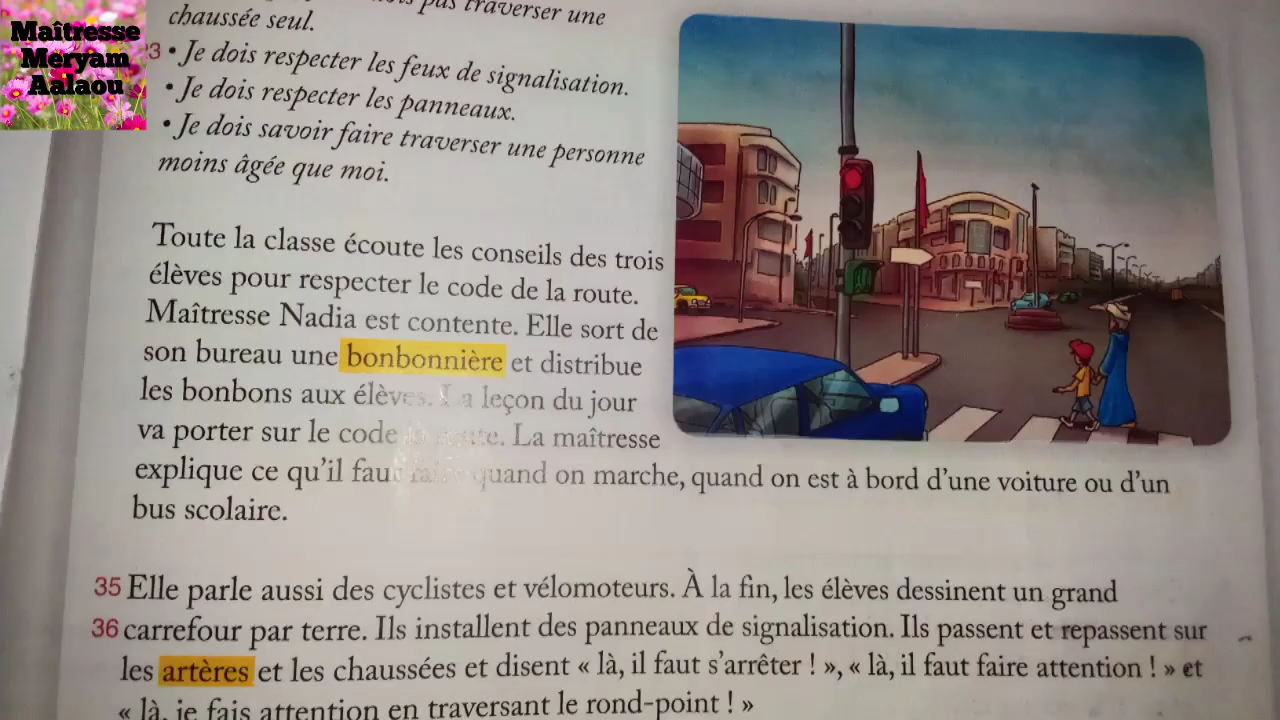 Maîtresse
Meryam
Aalaou
pas traverser une
chaussée seul.
3 • Je dois respecter les feux de signalisation.
• Je dois respecter les panneaux.
• Je dois savoir faire traverser une personne
moins âgée que moi.
Toute la classe écoute les conseils des trois
élèves pour respecter le code de la route.
Maîtresse Nadia est contente. Elle sort de
son bureau une bonbonnière et distribue
les bonbons aux élèves. La leçon du jour
va porter sur le code route. La maîtresse
explique ce qu'il faut quand on marche, quand on est à bord d'une voiture ou d'un
bus scolaire.
35 Elle parle aussi des cyclistes et vélomoteurs. À la fin, les élèves dessinent un grand
36 carrefour par terre. Ils installent des panneaux de signalisation. Ils passent et repassent sur
les artères et les chaussées et disent « là, il faut s'arrêter ! », « là, il faut faire attention ! » et
« là, je fais attention en traversant le rond-point ! »